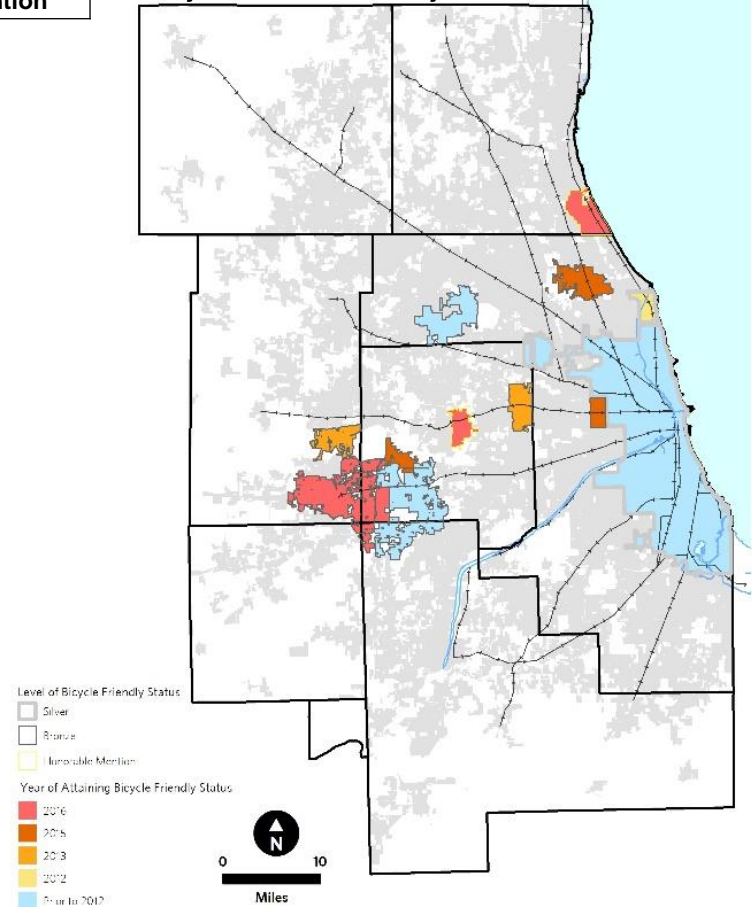 Level of Bicycle Friendly Status
Silver
Bronze
Honorable Mention
Year of Attaining Bicycle Friendly Status
2016
2015
2013
2012
Prior to 2012
N
0 10
Miles